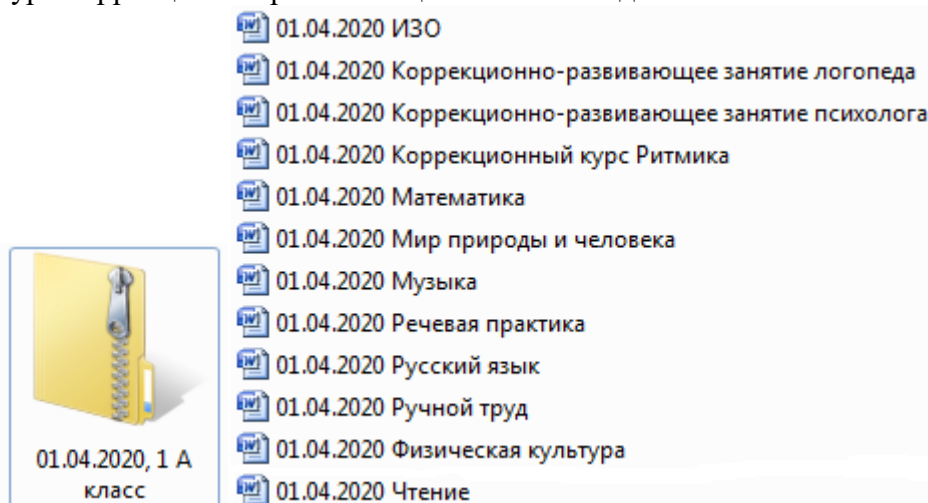 01.04.2020 ИЗО
01.04.2020 Коррекционно-развивающее занятие логопеда
01.04.2020 Коррекционно-развивающее занятие психолога
01.04.2020 Коррекционный курс Ритмика
01.04.2020 Математика
01.04.2020 Мир природы и человека
01.04.2020 Музыка
01.04.2020 Речевая практика
01.04.2020 Русский язык
01.04.2020 Ручной труд
01.04.2020 Физическая культура
01.04.2020 Чтение
01.04.2020, 1 А
класс